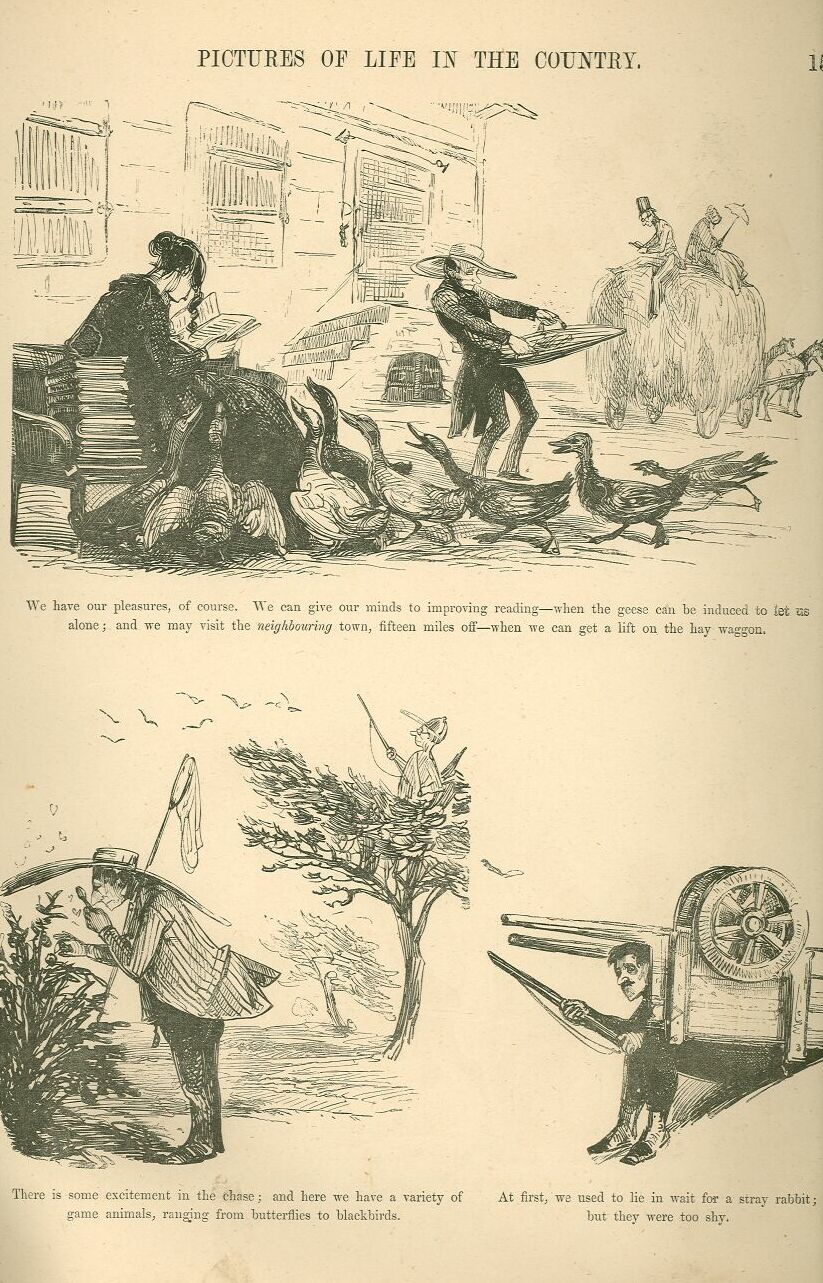 PICTURES OF LIFE IN THE COUNTRY.
We have our pleasures, of course. We can give our minds to improving reading—when the geese can be induced to let us
alone; and we may visit the neighbouring town, fifteen miles off—when we can get a lift on the hay waggon.
There is some excitement in the chase; and here we have a variety of
game animals, ranging from butterflies to blackbirds.
At first, we used to lie in wait for a stray rabbit;
but they were too shy.